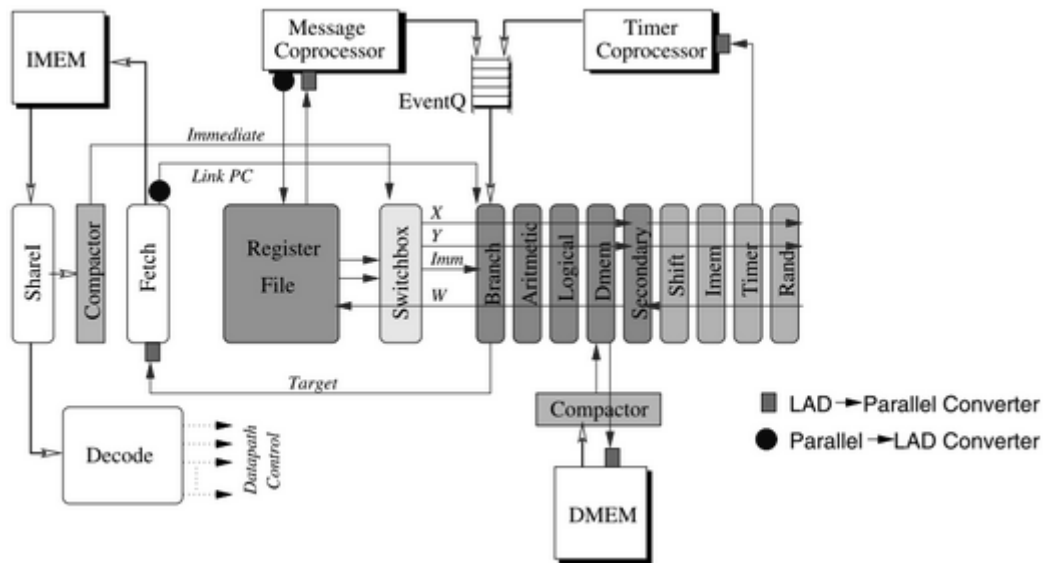 IMEM
Message
Coprocessor
Timer
Coprocessor
EventQ
Immediate
Link PC
ShareI
Compactor
Fetch
Register
File
Switchbox
X
Y
Imm
W
Branch
Aritmetic
Logical
Dmem
Secondary
Shift
Imem
Timer
Rand
Target
Decode
Datapath
Control
Compactor
DMEM
LAD Parallel Converter
Parallel LAD Converter